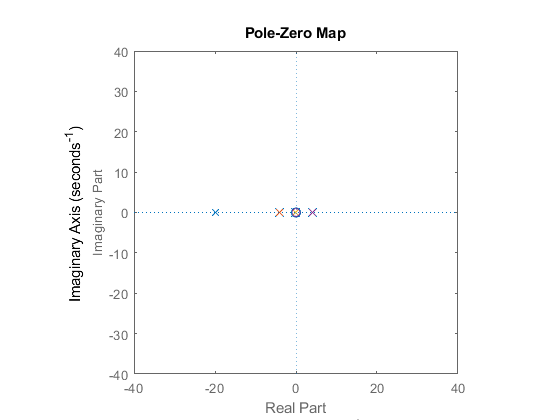 Pole-Zero Map
Imaginary Axis (seconds⁻¹)
Imaginary Part
40
30
20
10
0
-10
-20
-30
-40
-40 -20 0 20 40
Real Part